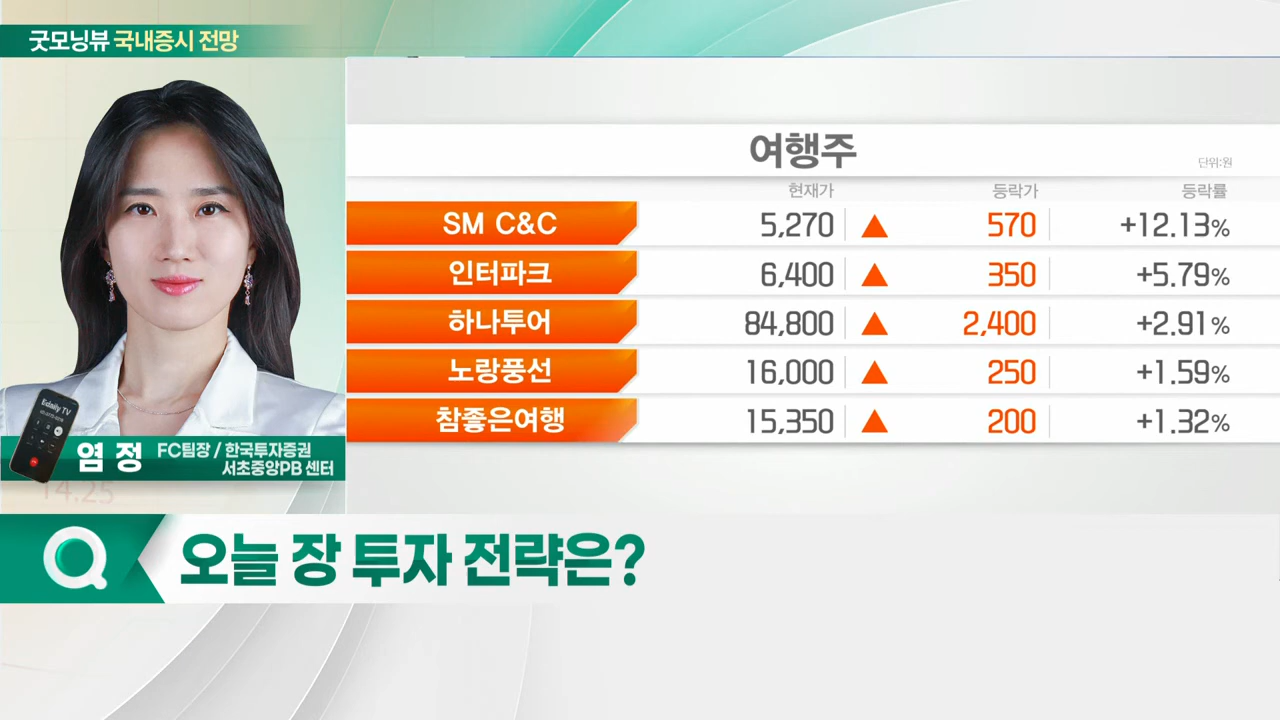 굿모닝뷰 국내증시 전망
여행주
단위:원
현재가 등락가 등락률
SM C&C 5,270 ▲ 570 +12.13%
인터파크 6,400 ▲ 350 +5.79%
하나투어 84,800 ▲ 2,400 +2.91%
노랑풍선 16,000 ▲ 250 +1.59%
참좋은여행 15,350 ▲ 200 +1.32%
Edaily TV
염 정 FC팀장 / 한국투자증권
서초중앙PB 센터
14.25
Q 오늘 장 투자 전략은?